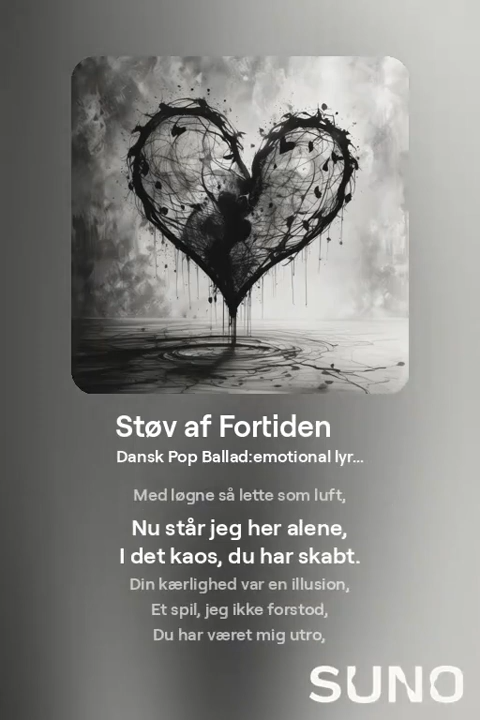 Støv af Fortiden
Dansk Pop Ballad:emotional lyr...
Med løgne så lette som luft,
Nu står jeg her alene,
I det kaos, du har skabt.
Din kærlighed var en illusion,
Et spil, jeg ikke forstod,
Du har været mig utro,
SUNO